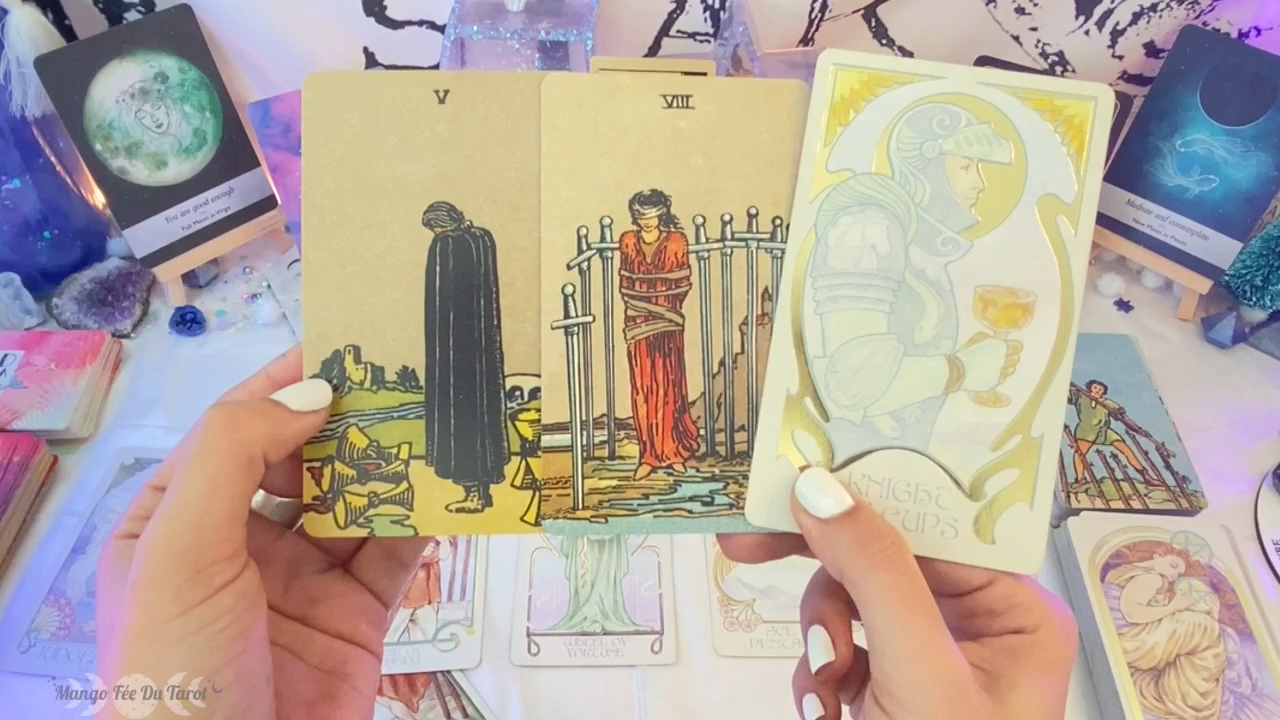 V
VIII
You are good enough
Full Moon in Virgo
Meditate and contemplate
New Moon in Pisces
KNIGHT
CUPS
WHEEL OF
FORTUNE
ACE
Mango Fée Du Tarot